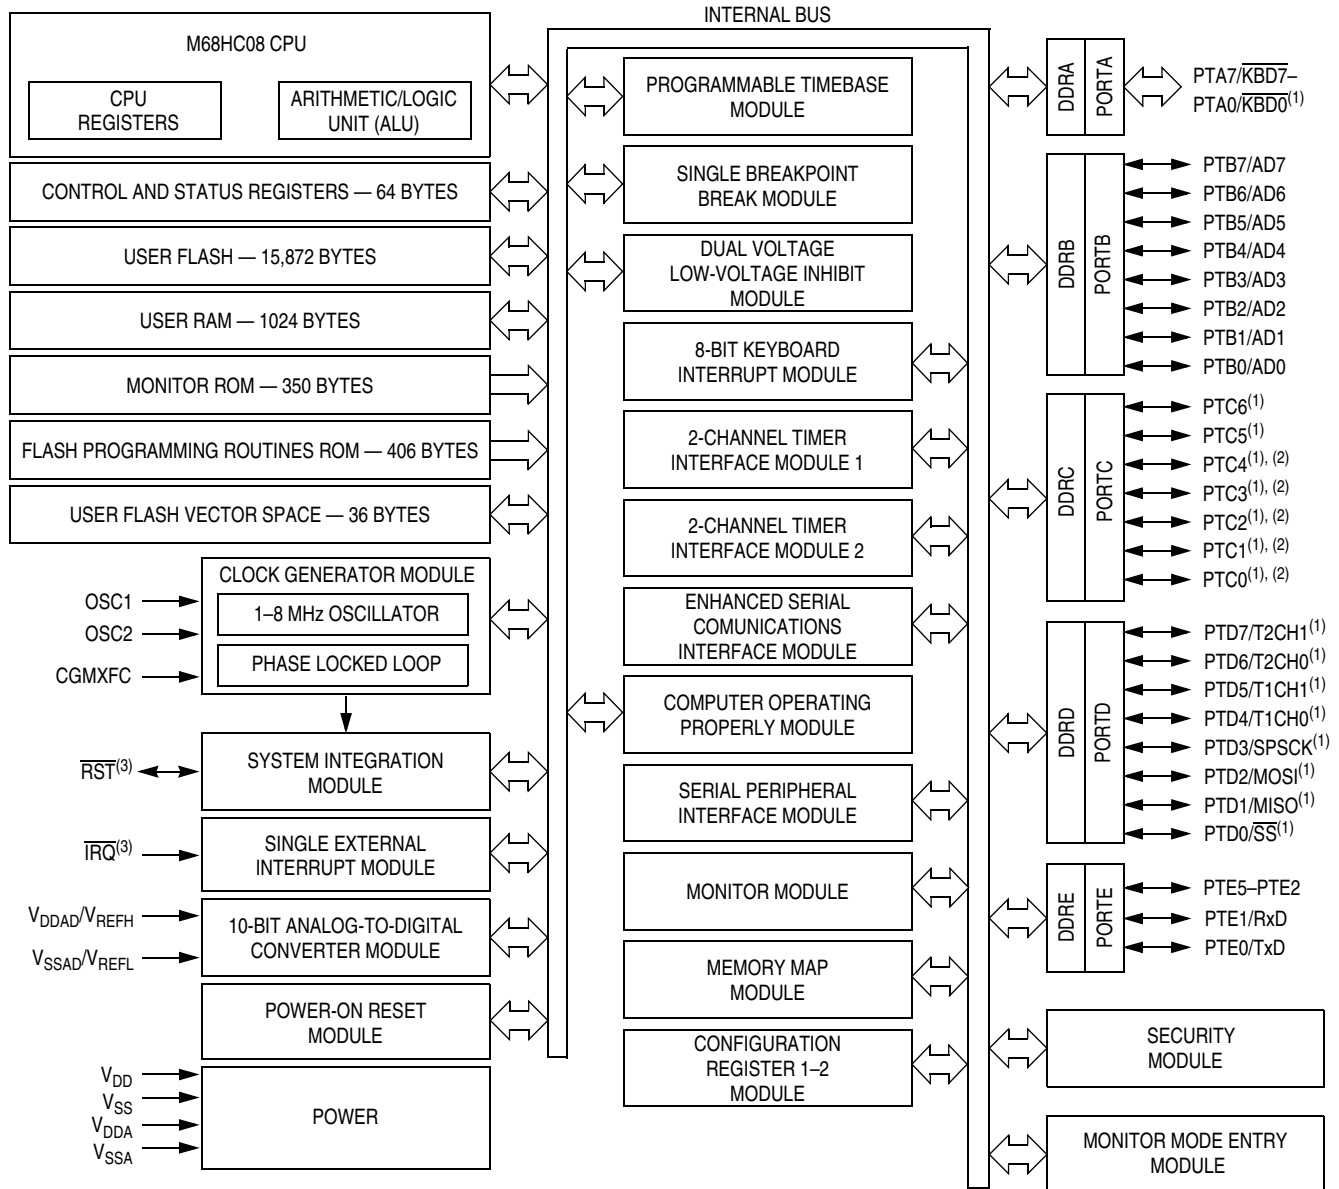 INTERNAL BUS
M68HC08 CPU
CPU
REGISTERS
ARITHMETIC/LOGIC
UNIT (ALU)
CONTROL AND STATUS REGISTERS — 64 BYTES
USER FLASH — 15,872 BYTES
USER RAM — 1024 BYTES
MONITOR ROM — 350 BYTES
FLASH PROGRAMMING ROUTINES ROM — 406 BYTES
USER FLASH VECTOR SPACE — 36 BYTES
CLOCK GENERATOR MODULE
1–8 MHz OSCILLATOR
PHASE LOCKED LOOP
OSC1
OSC2
CGMXFC
SYSTEM INTEGRATION
MODULE
RST(3)
SINGLE EXTERNAL
INTERRUPT MODULE
IRQ(3)
10-BIT ANALOG-TO-DIGITAL
CONVERTER MODULE
VDDAD/VREFH
VSSAD/VREFL
POWER-ON RESET
MODULE
POWER
VDD
VSS
VDDA
VSSA
PROGRAMMABLE TIMEBASE
MODULE
SINGLE BREAKPOINT
BREAK MODULE
DUAL VOLTAGE
LOW-VOLTAGE INHIBIT
MODULE
8-BIT KEYBOARD
INTERRUPT MODULE
2-CHANNEL TIMER
INTERFACE MODULE 1
2-CHANNEL TIMER
INTERFACE MODULE 2
ENHANCED SERIAL
COMUNICATIONS
INTERFACE MODULE
COMPUTER OPERATING
PROPERLY MODULE
SERIAL PERIPHERAL
INTERFACE MODULE
MONITOR MODULE
MEMORY MAP
MODULE
CONFIGURATION
REGISTER 1–2
MODULE
DDRA
PORTA
PTA7/KBD7–
PTA0/KBD0(1)
DDRB
PORTB
PTB7/AD7
PTB6/AD6
PTB5/AD5
PTB4/AD4
PTB3/AD3
PTB2/AD2
PTB1/AD1
PTB0/AD0
DDRC
PORTC
PTC6(1)
PTC5(1)
PTC4(1), (2)
PTC3(1), (2)
PTC2(1), (2)
PTC1(1), (2)
PTC0(1), (2)
DDRD
PORTD
PTD7/T2CH1(1)
PTD6/T2CH0(1)
PTD5/T1CH1(1)
PTD4/T1CH0(1)
PTD3/SPSCK(1)
PTD2/MOSI(1)
PTD1/MISO(1)
PTD0/SS(1)
DDRE
PORTE
PTE5–PTE2
PTE1/RxD
PTE0/TxD
SECURITY
MODULE
MONITOR MODE ENTRY
MODULE